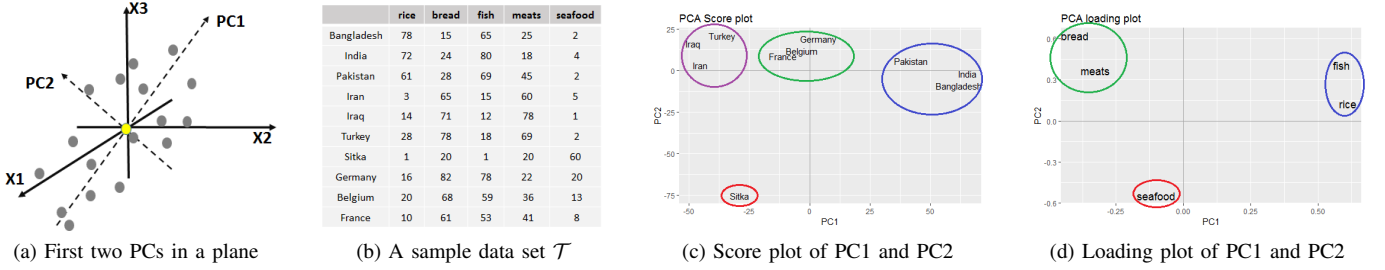 X3
PC1
PC2
X2
X1
(a) First two PCs in a plane
rice bread fish meats seafood
Bangladesh 78 15 65 25 2
India 72 24 80 18 4
Pakistan 61 28 69 45 2
Iran 3 65 15 60 5
Iraq 14 71 12 78 1
Turkey 28 78 18 69 2
Sitka 1 20 1 20 60
Germany 16 82 78 22 20
Belgium 20 68 59 36 13
France 10 61 53 41 8
(b) A sample data set T
PCA Score plot
25
0
-25
-50
-75
PC2
Turkey
Iraq
Iran
Germany
Belgium
France
Pakistan
India
Bangladesh
Sitka
-50 -25 0 25 50
PC1
(c) Score plot of PC1 and PC2
PCA loading plot
0.6
0.3
0.0
-0.3
-0.6
PC2
bread
meats
fish
rice
seafood
-0.25 0.00 0.25 0.50
PC1
(d) Loading plot of PC1 and PC2